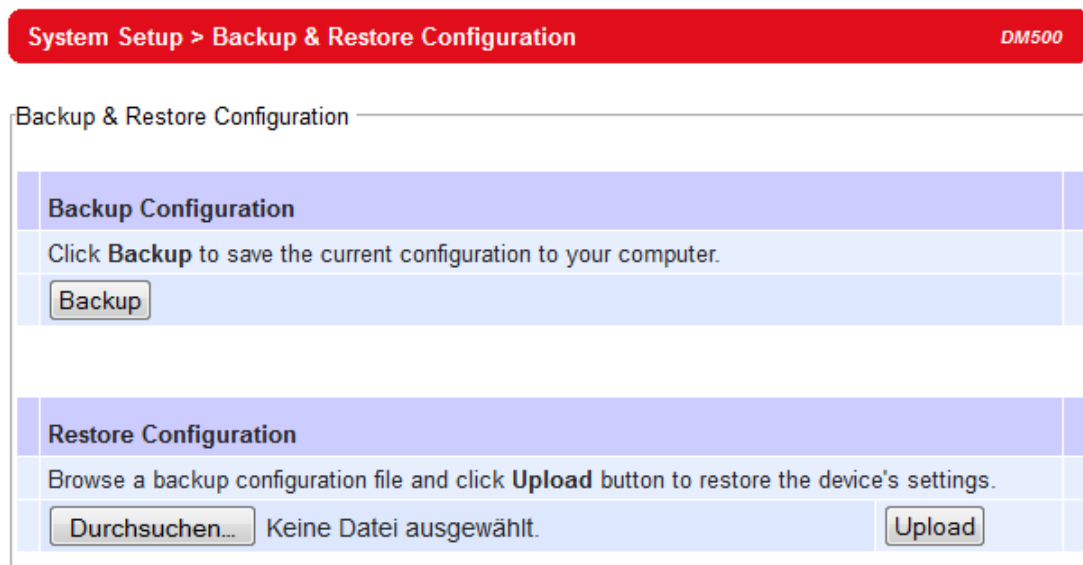 System Setup > Backup & Restore Configuration DM500
Backup & Restore Configuration
Backup Configuration
Click Backup to save the current configuration to your computer.
Backup
Restore Configuration
Browse a backup configuration file and click Upload button to restore the device's settings.
Durchsuchen... Keine Datei ausgewählt. Upload